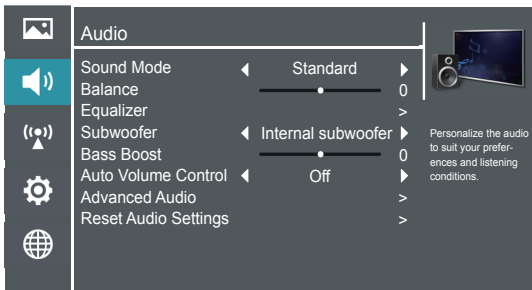 Audio
Sound Mode Standard
Balance 0
Equalizer >
Subwoofer Internal subwoofer
Bass Boost 0
Auto Volume Control Off
Advanced Audio >
Reset Audio Settings >
Personalize the audio
to suit your prefer-
ences and listening
conditions.